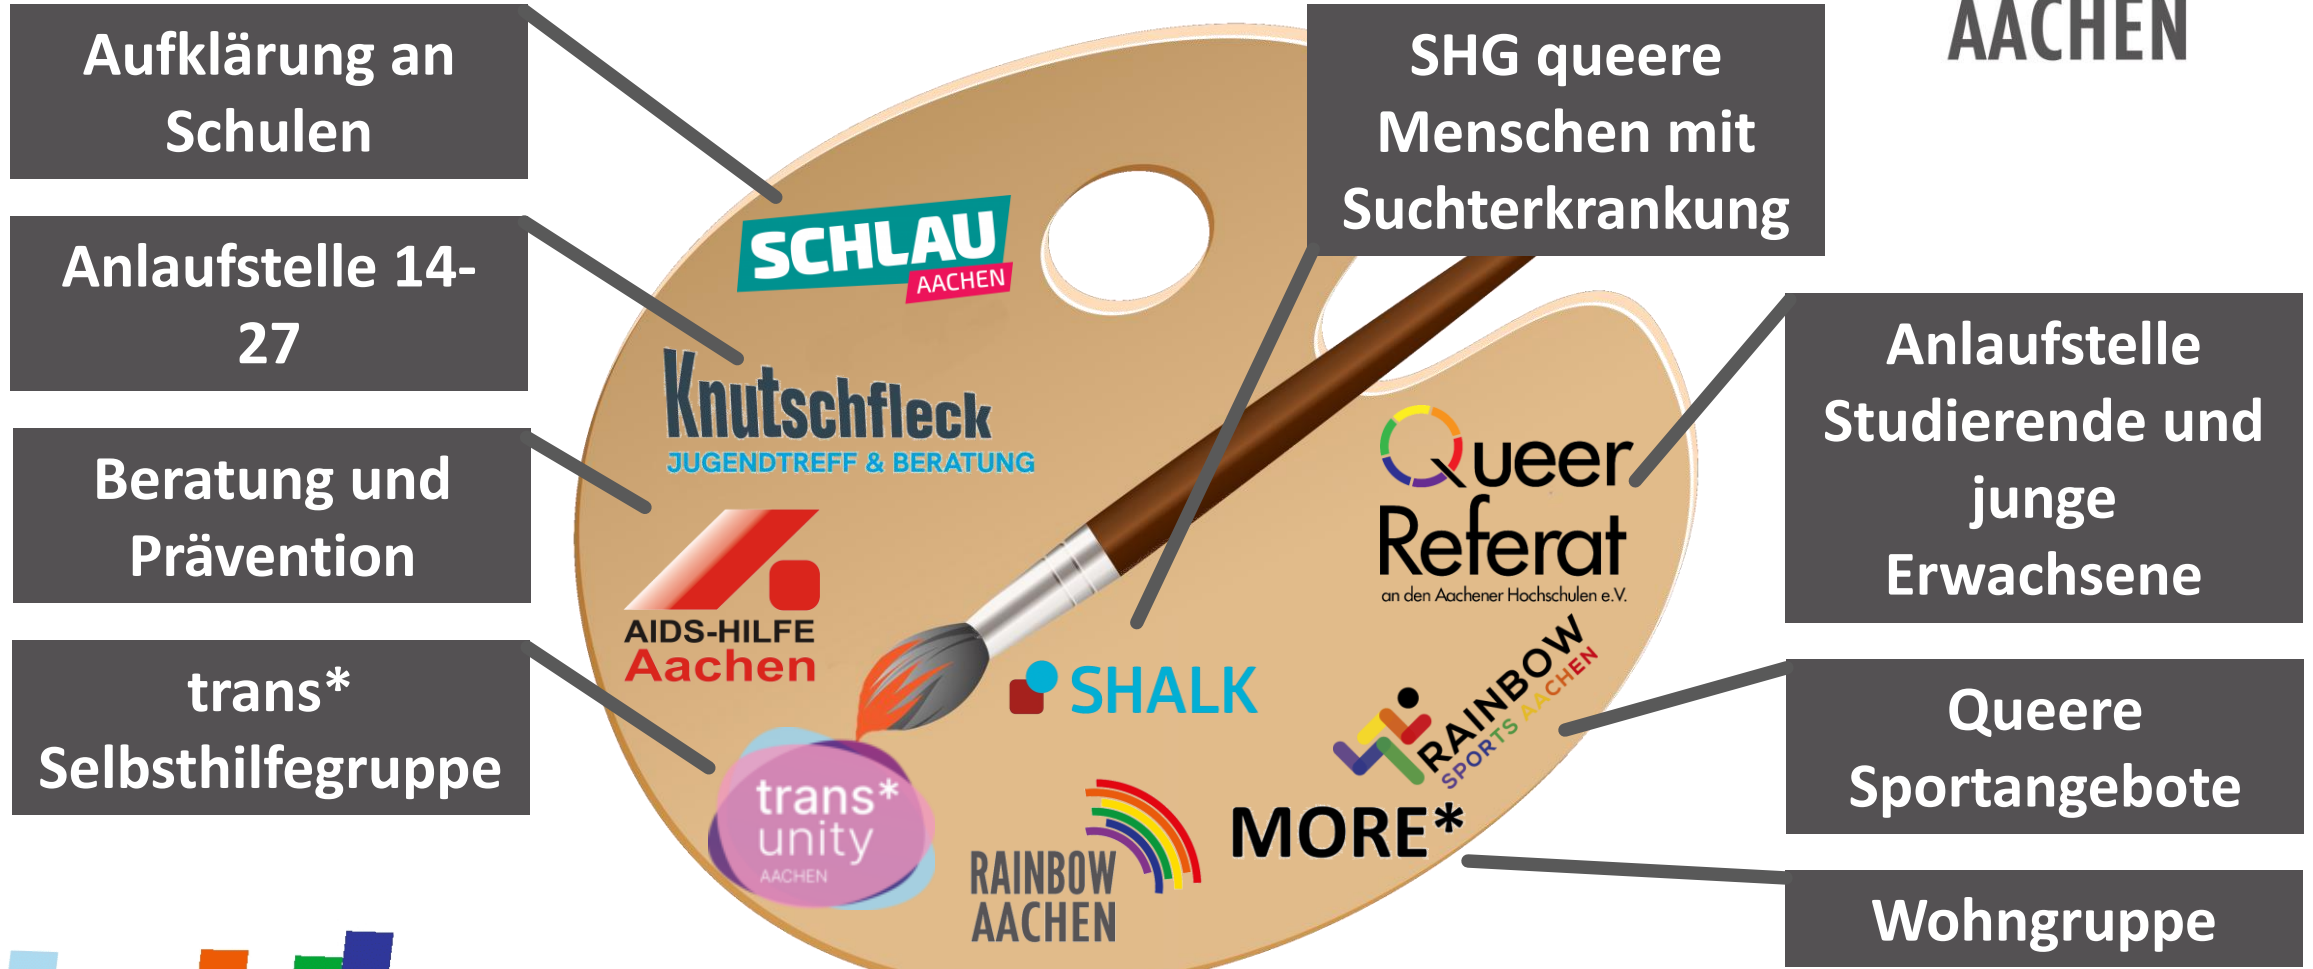 AACHEN
Aufklärung an
Schulen
SHG queere
Menschen mit
Suchterkrankung
Anlaufstelle 14-
27
Beratung und
Prävention
trans*
Selbsthilfegruppe
Anlaufstelle
Studierende und
junge
Erwachsene
Queere
Sportangebote
Wohngruppe
SCHLAU
AACHEN
Knutschfleck
JUGENDTREFF & BERATUNG
AIDS-HILFE
Aachen
trans*
unity
AACHEN
SHALK
RAINBOW
AACHEN
Queer
Referat
an den Aachener Hochschulen e.V.
RAINBOW
SPORTS AACHEN
MORE*